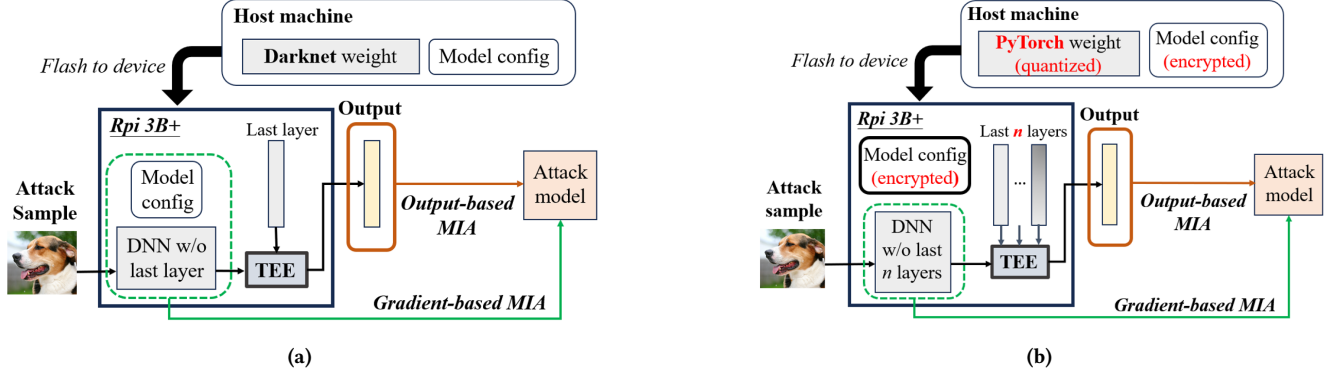 Host machine
Darknet weight
Model config
Flash to device
Rpi 3B+
Last layer
Output
Model
config
Attack
Sample
DNN w/o
last layer
TEE
Attack
model
Output-based
MIA
Gradient-based MIA
(a)
Host machine
PyTorch weight
(quantized)
Model config
(encrypted)
Flash to device
Rpi 3B+
Last n layers
Output
Model config
(encrypted)
...
Attack
sample
DNN
w/o last
n layers
TEE
Attack
model
Output-based
MIA
Gradient-based MIA
(b)